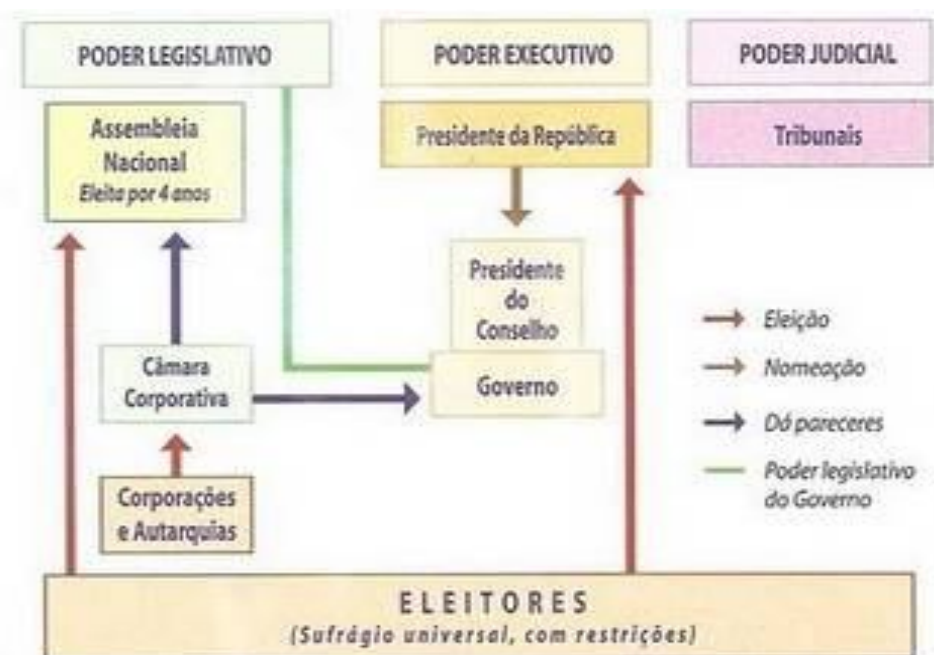 PODER LEGISLATIVO
PODER EXECUTIVO
PODER JUDICIAL
Assembleia
Nacional
Eleita por 4 anos
Presidente da República
Tribunais
Presidente
do
Conselho
Governo
Câmara
Corporativa
Corporações
e Autarquias
Eleição
Nomeação
Dá pareceres
Poder legislativo
do Governo
ELEITORES
(Sufrágio universal, com restrições)